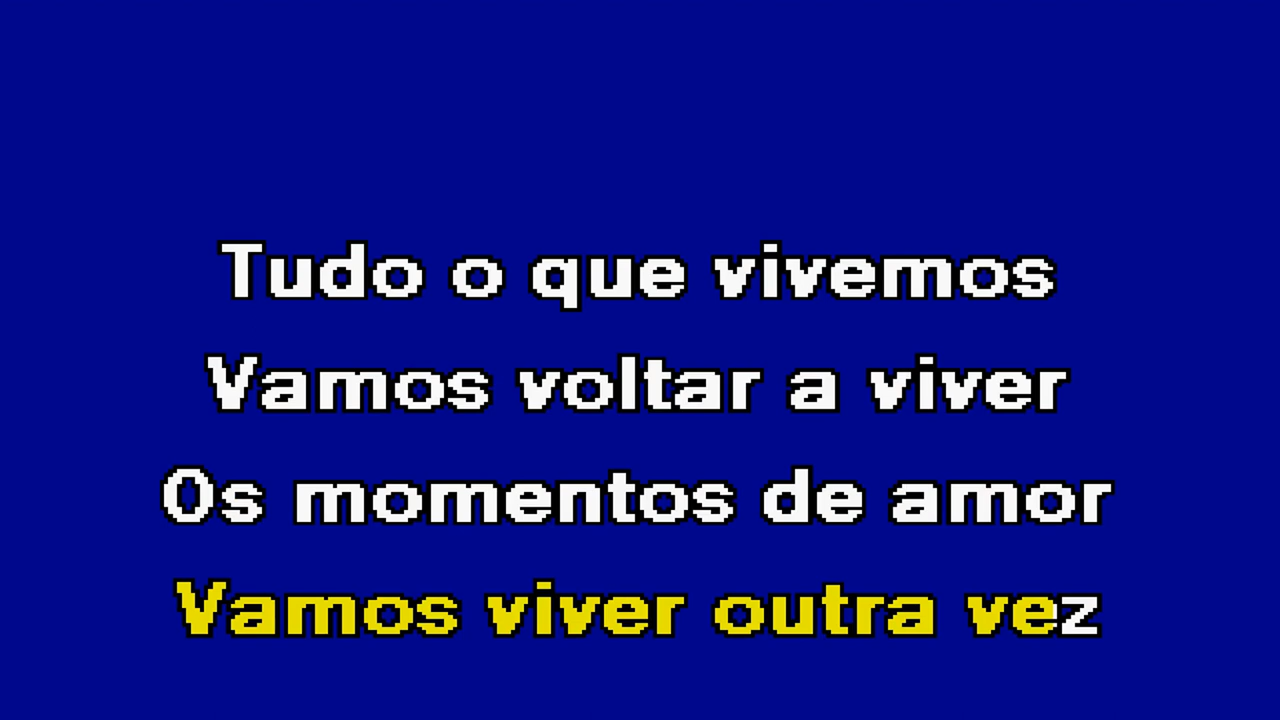 Tudo o que vivemos
Vamos voltar a viver
Os momentos de amor
Vamos viver outra vez